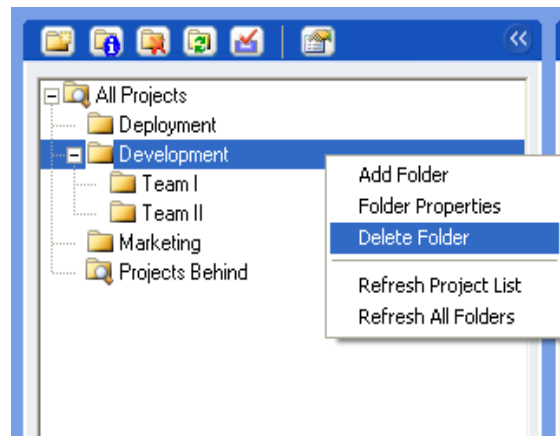 All Projects
Deployment
Development
Team I
Team II
Marketing
Projects Behind
Add Folder
Folder Properties
Delete Folder
Refresh Project List
Refresh All Folders